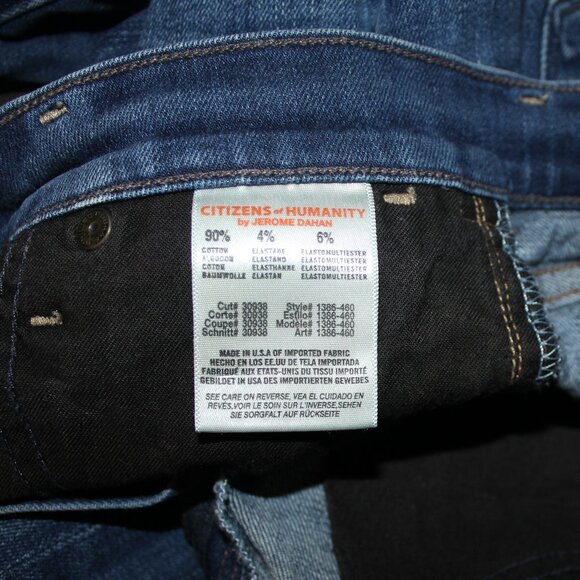 CITIZENS of HUMANITY
by JEROME DAHAN
90% 4% 6%
COTTON ELASTANE ELASTOMULTIESTER
ALGODON ELASTANO ELASTOMULTIESTER
COTON ELASTHANNE ELASTOMULTIESTER
BAUMWOLLE ELASTAN ELASTOMULTIESTER
Cut# 30938 Style# 1386-460
Corte# 30938 Estilo# 1386-460
Coupe# 30938 Modele# 1386-460
Schnitt# 30938 Art# 1386-460
MADE IN U.S.A OF IMPORTED FABRIC
HECHO EN LOS EE.UU DE TELA IMPORTADA
FABRIQUÉ AUX ETATS-UNIS DU TISSU IMPORTÉ
GEBILDET IN USA DES IMPORTIERTEN GEWEBES
SEE CARE ON REVERSE, VEA EL CUIDADO EN
REVÉS,VOIR LE SOIN SUR L'INVERSE,SEHEN
SIE SORGFALT AUF RÜCKSEITE